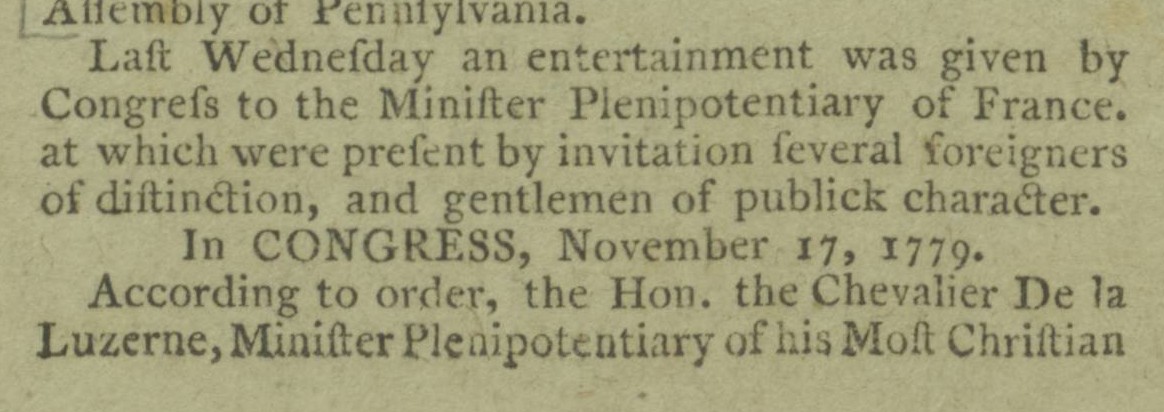 Aſſembly of Pennſylvania.
Laſt Wedneſday an entertainment was given by
Congreſs to the Miniſter Plenipotentiary of France.
at which were preſent by invitation ſeveral foreigners
of diſtinction, and gentlemen of publick character.
In CONGRESS, November 17, 1779.
According to order, the Hon. the Chevalier De la
Luzerne, Miniſter Plenipotentiary of his Moſt Chriſtian